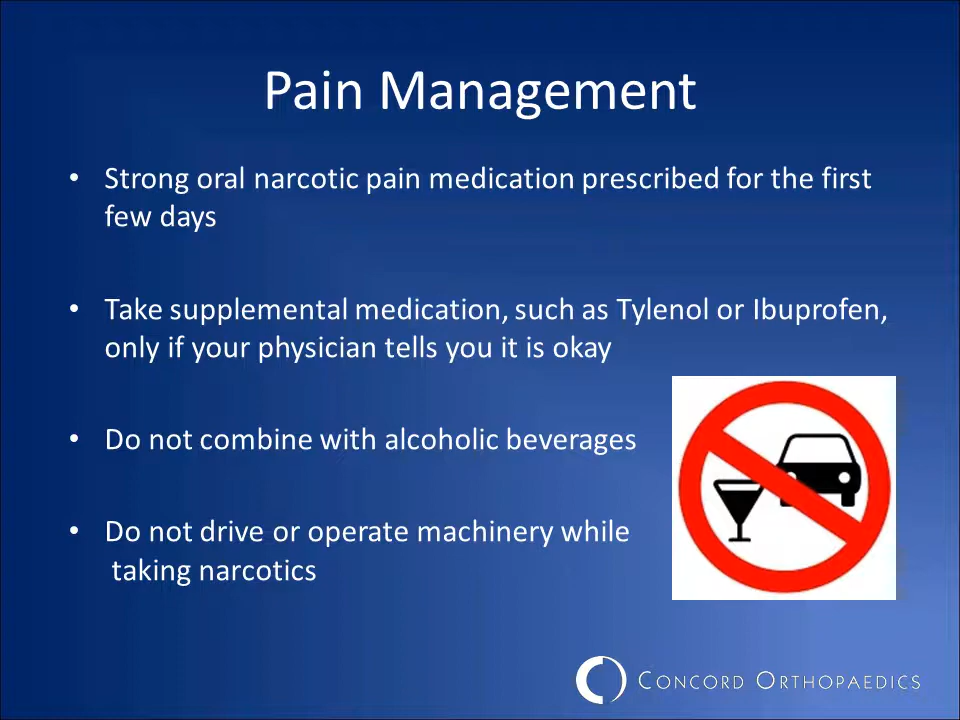 Pain Management
• Strong oral narcotic pain medication prescribed for the first
few days
• Take supplemental medication, such as Tylenol or Ibuprofen,
only if your physician tells you it is okay
• Do not combine with alcoholic beverages
• Do not drive or operate machinery while
taking narcotics
CONCORD ORTHOPAEDICS